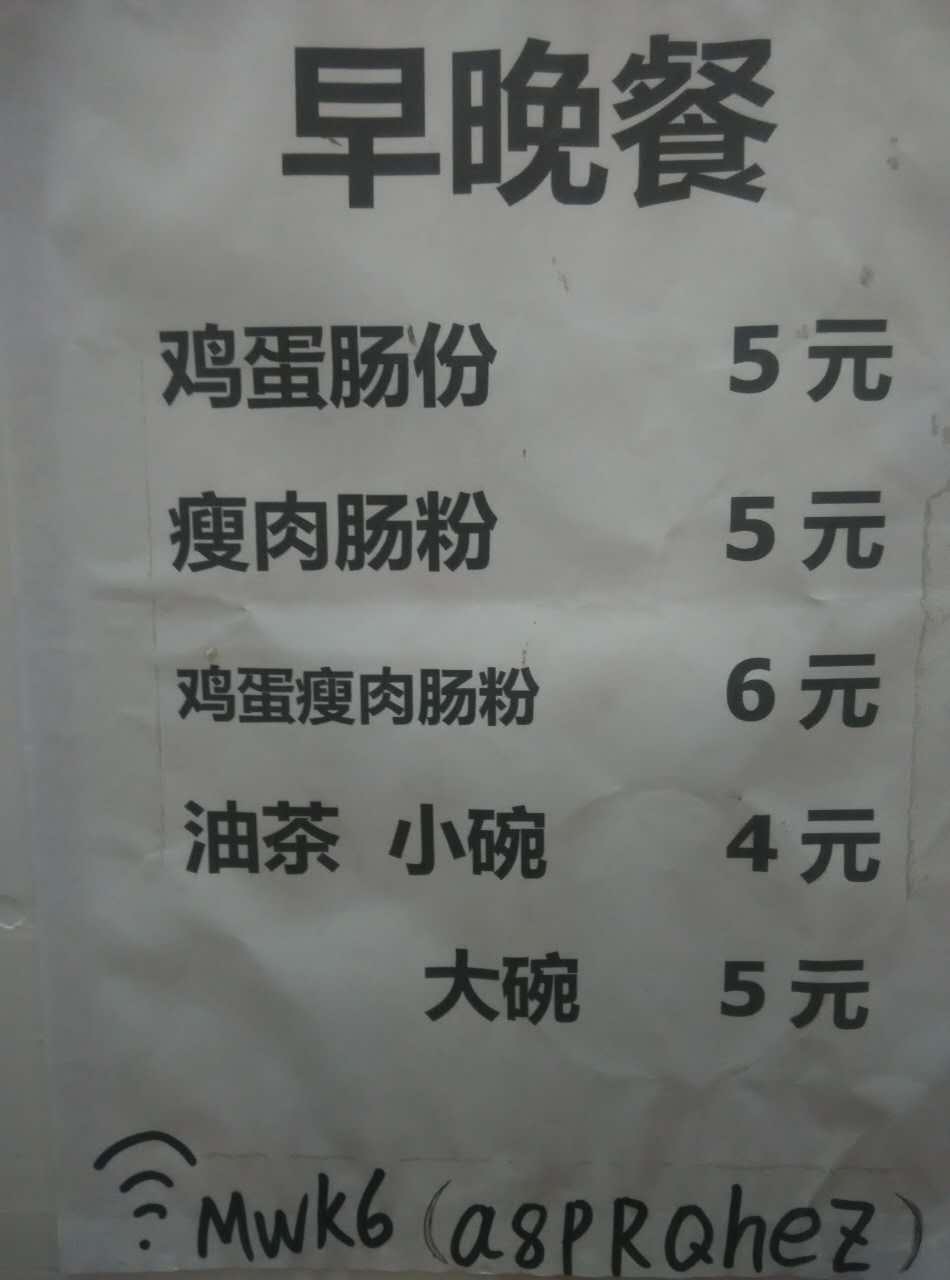 早晚餐
鸡蛋肠份 5元
瘦肉肠粉 5元
鸡蛋瘦肉肠粉 6元
油茶 小碗 4元
大碗 5元
MWK6 (a8PRQheZ)